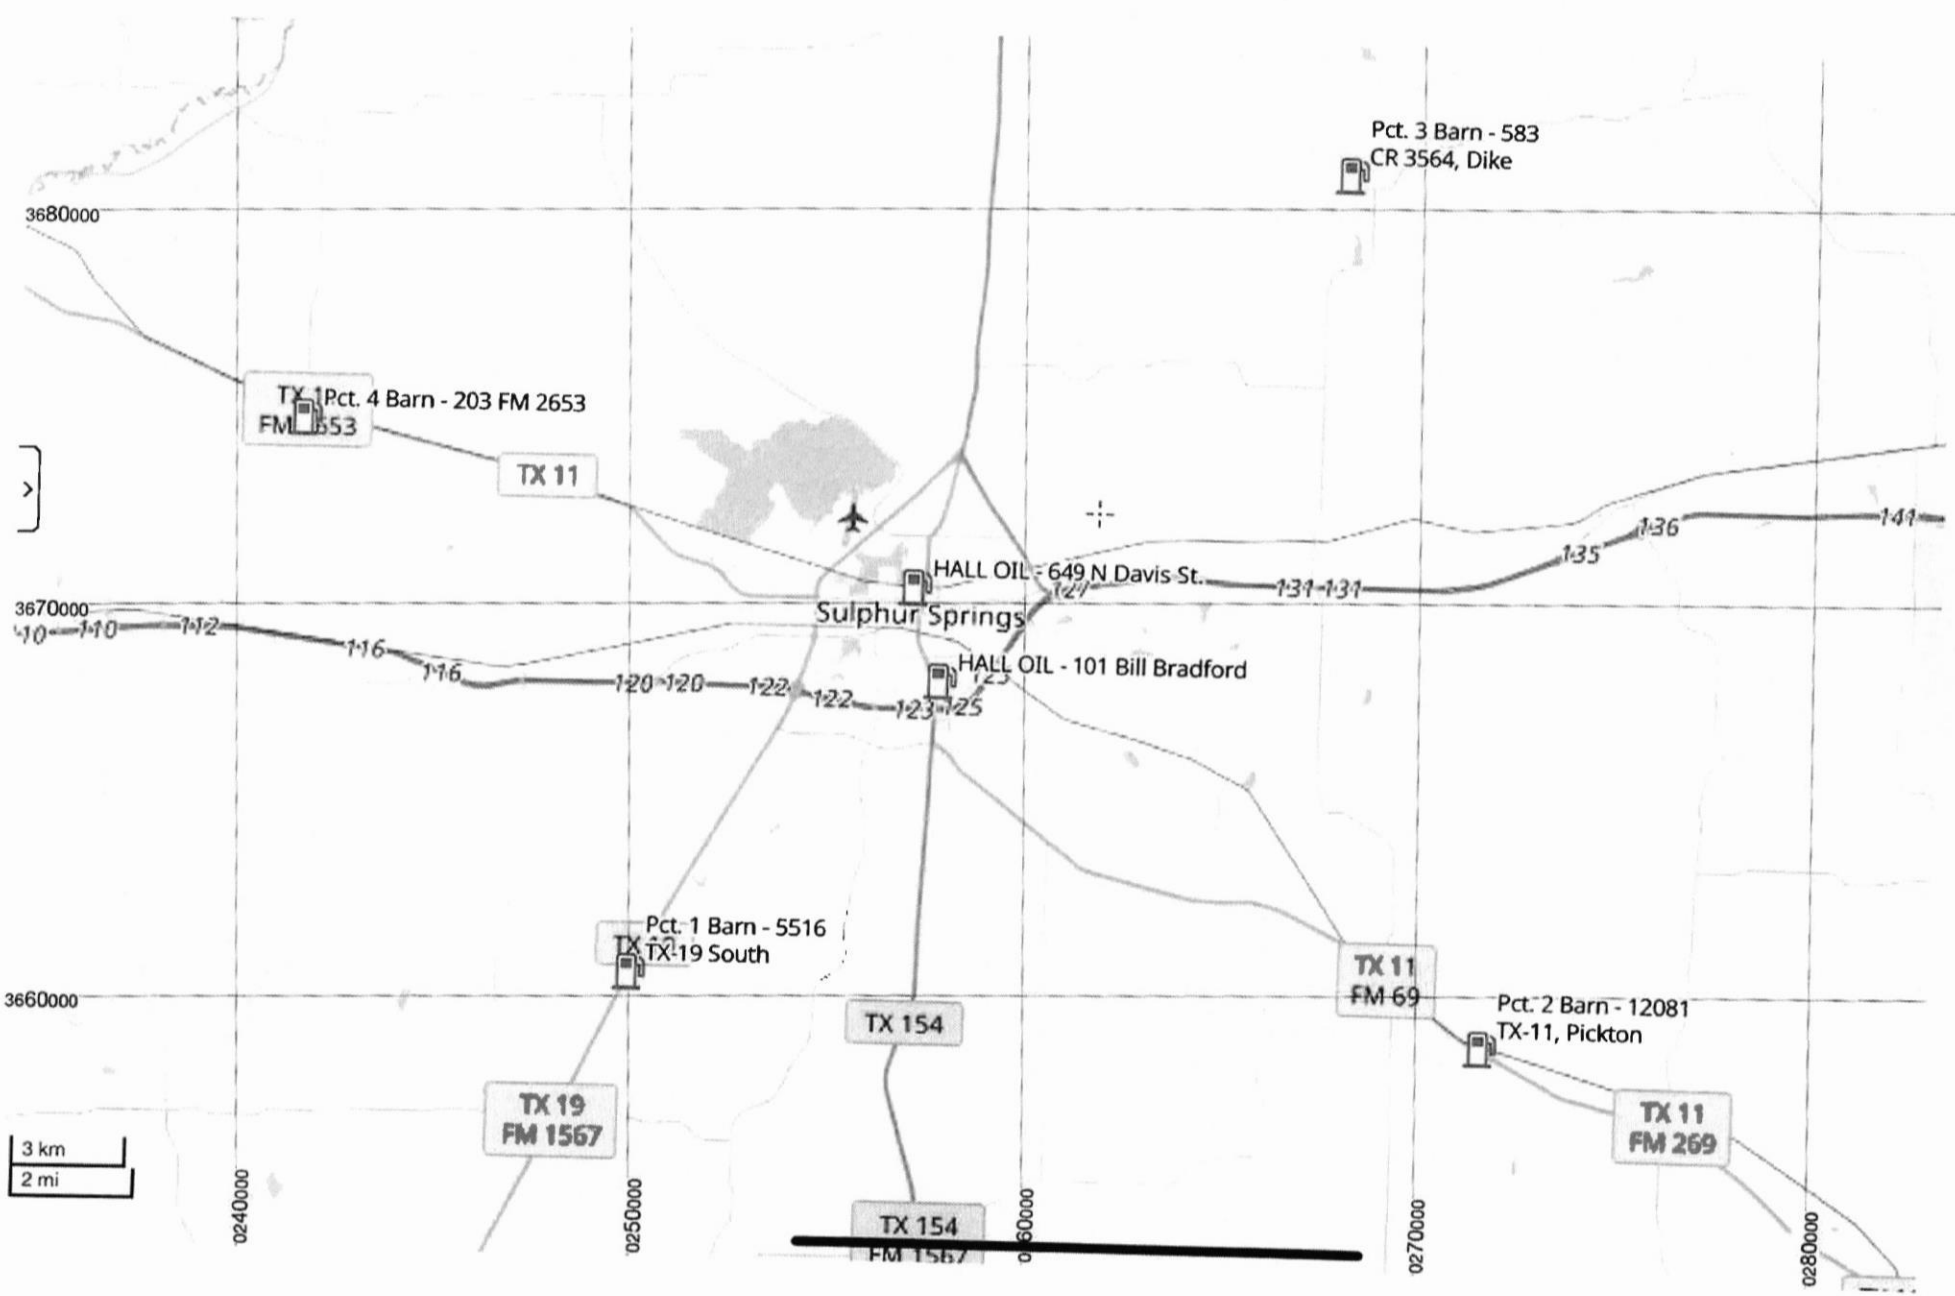 Pct. 3 Barn - 583
CR 3564, Dike
3680000
Pct. 4 Barn - 203 FM 2653
TX 11
HALL OIL - 649 N Davis St.
3670000
Sulphur Springs
110
112
116
116
120
120
122
122
123
125
127
131
131
135
136
141
HALL OIL - 101 Bill Bradford
Pct. 1 Barn - 5516
TX-19 South
3660000
TX 154
TX 11
FM 69
Pct. 2 Barn - 12081
TX-11, Pickton
TX 19
FM 1567
TX 11
FM 269
3 km
2 mi
TX 154
FM 1567
0240000
0250000
0270000
0280000